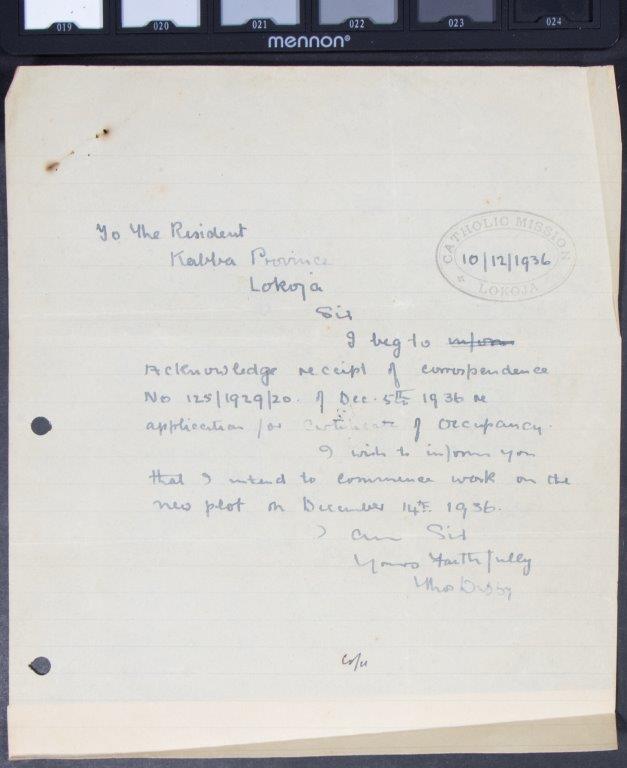 019 020 021 022 023 024
mennon®
To The Resident
Kabba Province
Lokoja
CATHOLIC MISSION
10/12/1936
LOKOJA
Sir
I beg to inform
Acknowledge receipt of correspondence
No 125/1929/20. of Dec. 5th 1936 re
application for Certificate of Occupancy.
I wish to inform you
that I intend to commence work on the
new plot on December 14th 1936.
I am Sir
Yours Faithfully
Thos